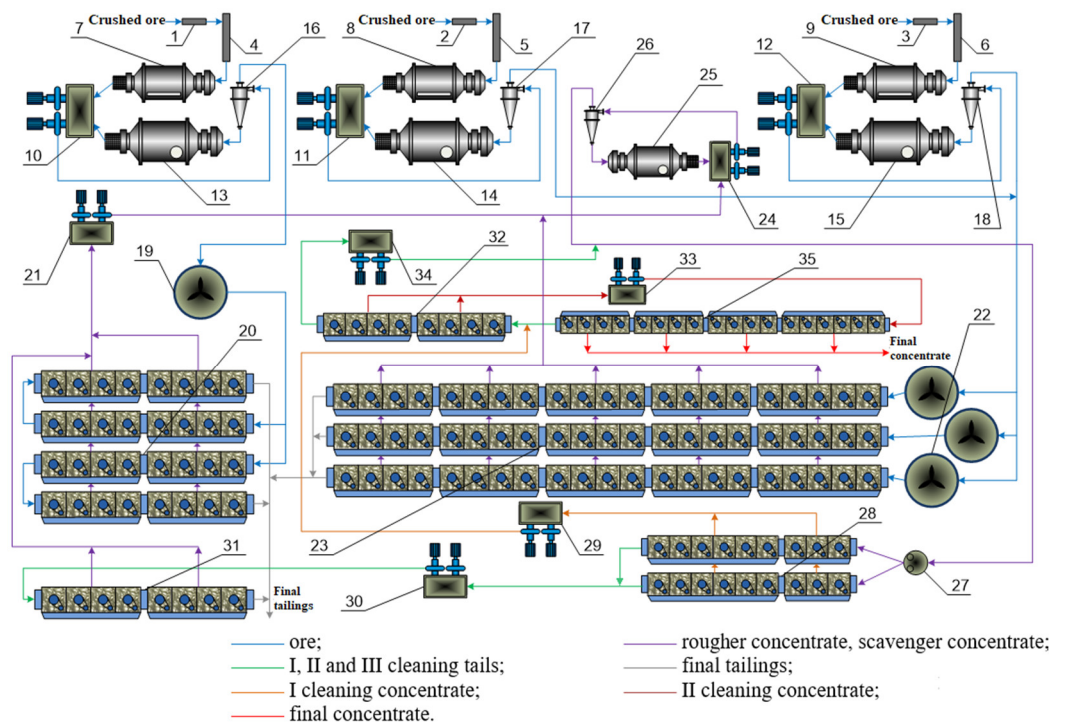 Crushed ore
1
4
7
16
10
13
Crushed ore
2
5
8
17
11
14
26
25
24
Crushed ore
3
6
9
12
15
18
21
19
20
34
32
33
35
22
Final
concentrate
23
29
28
27
31
30
Final
tailings
ore;
I, II and III cleaning tails;
I cleaning concentrate;
final concentrate.
rougher concentrate, scavenger concentrate;
final tailings;
II cleaning concentrate;